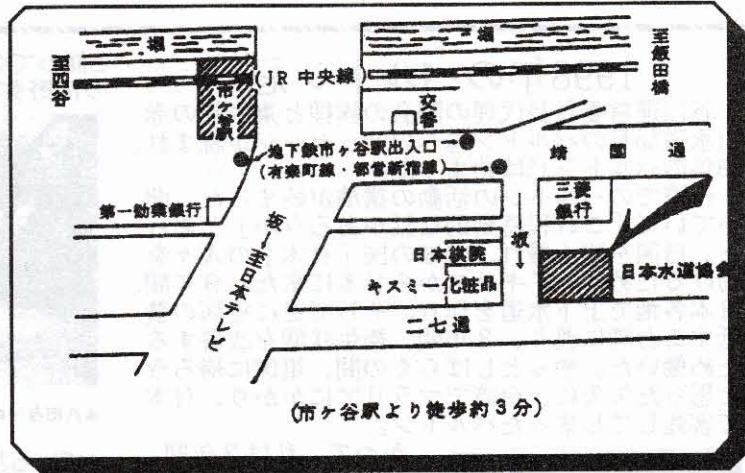 堀
堀
至四谷
至飯田橋
JR中央線
市ヶ谷駅
交番
地下鉄市ヶ谷駅出入口
(有楽町線・都営新宿線)
靖国通
第一勧業銀行
三菱銀行
坂
坂
至日本テレビ
日本棋院
キスミー化粧品
日本水道協会
二七通
(市ヶ谷駅より徒歩約3分)